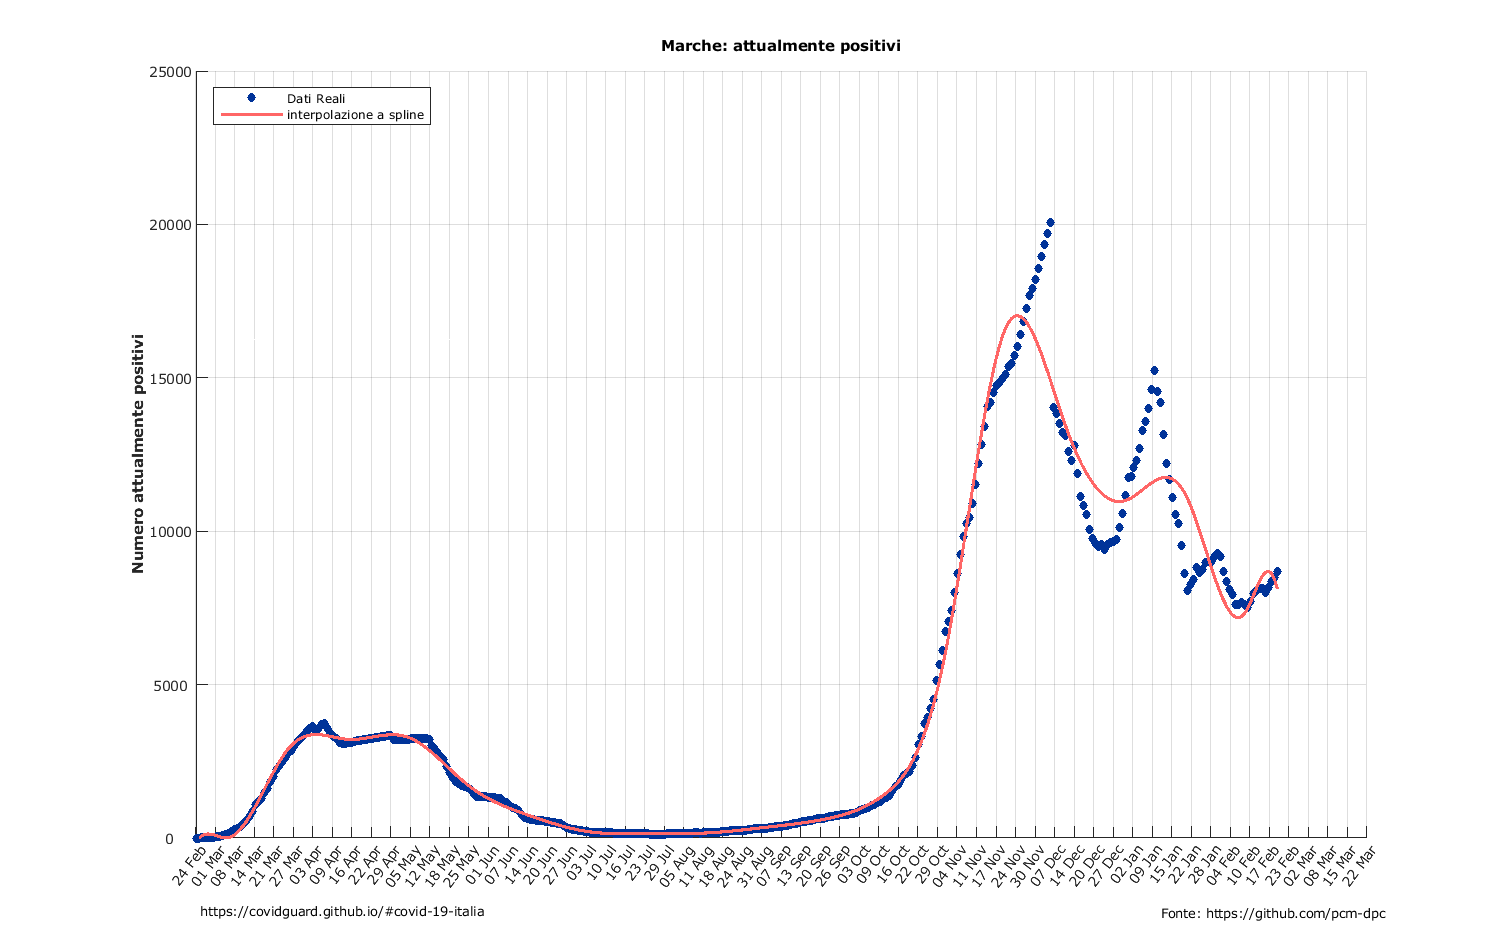 Marche: attualmente positivi
25000
Dati Reali
interpolazione a spline
20000
15000
10000
5000
0
Numero attualmente positivi
24 Feb
01 Mar
08 Mar
14 Mar
21 Mar
27 Mar
03 Apr
09 Apr
16 Apr
22 Apr
29 Apr
05 May
12 May
18 May
25 May
01 Jun
07 Jun
14 Jun
20 Jun
27 Jun
03 Jul
10 Jul
16 Jul
23 Jul
29 Jul
05 Aug
11 Aug
18 Aug
24 Aug
31 Aug
07 Sep
13 Sep
20 Sep
26 Sep
03 Oct
09 Oct
16 Oct
22 Oct
29 Oct
04 Nov
11 Nov
17 Nov
24 Nov
30 Nov
07 Dec
14 Dec
20 Dec
27 Dec
02 Jan
09 Jan
15 Jan
22 Jan
28 Jan
04 Feb
10 Feb
17 Feb
23 Feb
02 Mar
08 Mar
15 Mar
22 Mar
https://covidguard.github.io/#covid-19-italia
Fonte: https://github.com/pcm-dpc